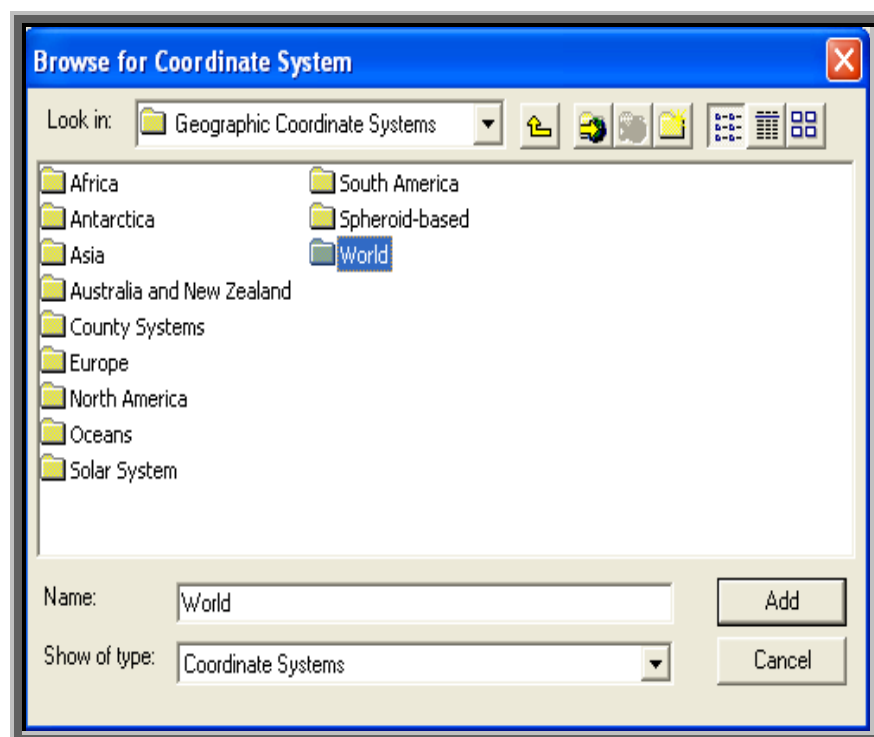 Browse for Coordinate System
Look in: Geographic Coordinate Systems
Africa
Antarctica
Asia
Australia and New Zealand
County Systems
Europe
North America
Oceans
Solar System
South America
Spheroid-based
World
Name: World
Add
Show of type: Coordinate Systems
Cancel